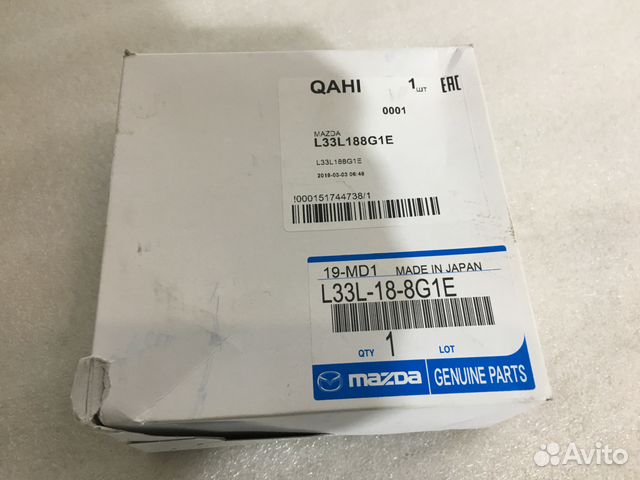 QAHI 1 шт EAC
0001
MAZDA
L33L188G1E
L33L188G1E
2019-03-03 06:48
!000151744738/1
19-MD1 MADE IN JAPAN
L33L-18-8G1E
QTY 1 LOT
mazda GENUINE PARTS
Avito